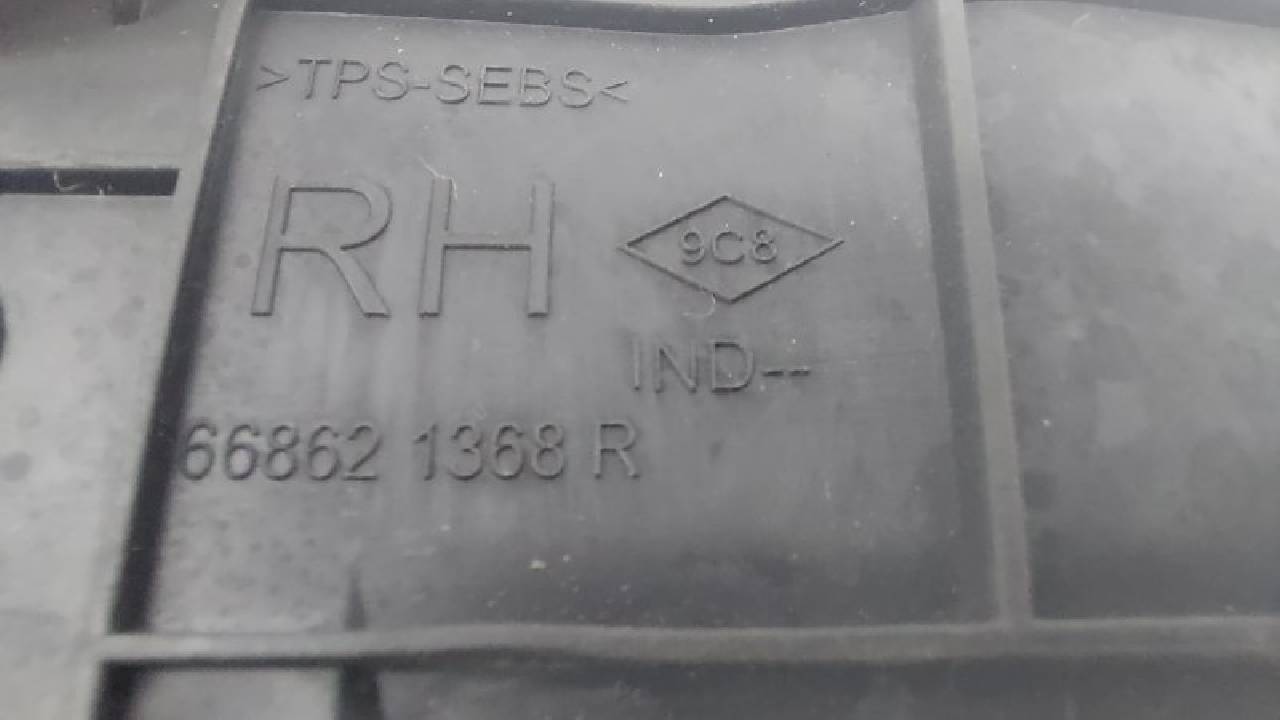 >TPS-SEBS<
RH
9C8
IND--
66862 1368 R